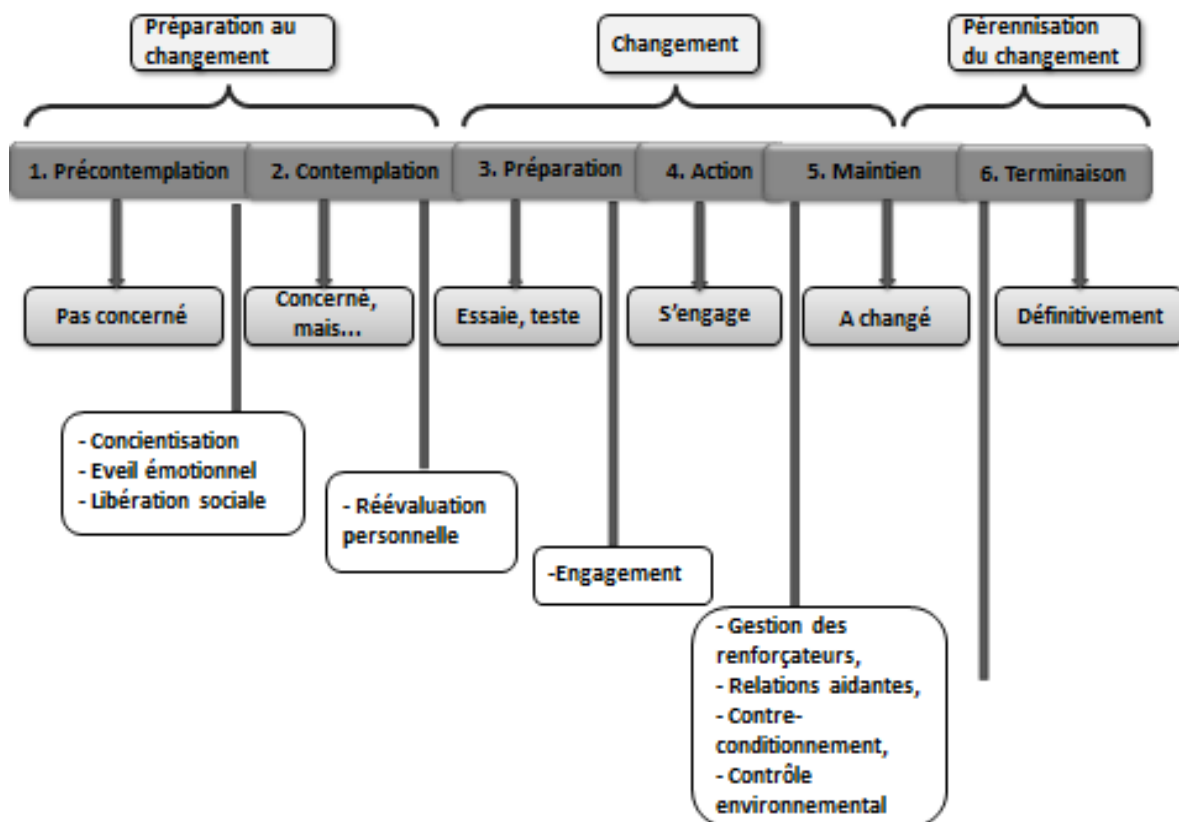 Préparation au
changement
Changement
Pérennisation
du changement
1. Précontemplation
2. Contemplation
3. Préparation
4. Action
5. Maintien
6. Terminaison
Pas concerné
Concerné,
mais...
Essaie, teste
S'engage
A changé
Définitivement
- Concientisation
- Eveil émotionnel
- Libération sociale
- Réévaluation
personnelle
-Engagement
- Gestion des
renforçateurs,
- Relations aidantes,
- Contre-
conditionnement,
- Contrôle
environnemental